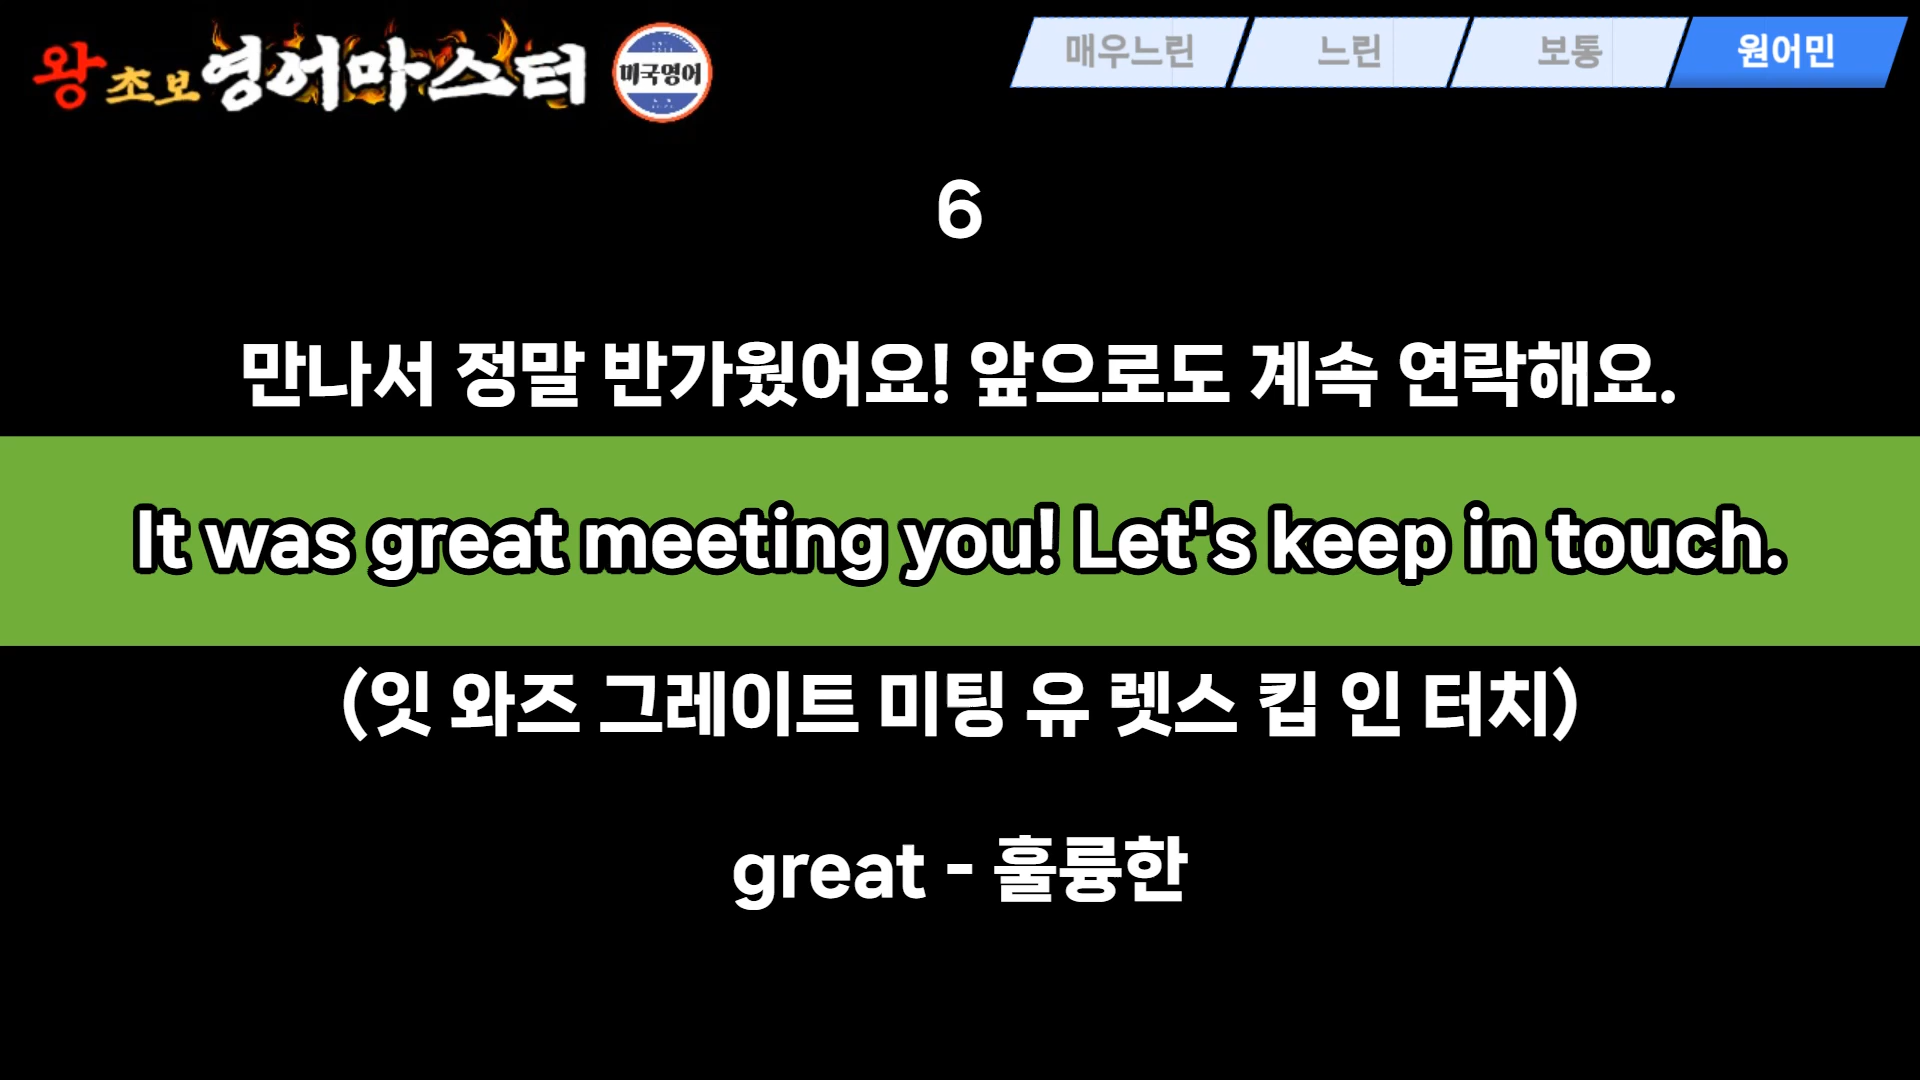 왕초보영어마스터
미국영어
매우느린 느린 보통 원어민
6
만나서 정말 반가웠어요! 앞으로도 계속 연락해요.
It was great meeting you! Let's keep in touch.
(잇 와즈 그레이트 미팅 유 렛스 킵 인 터치)
great - 훌륭한